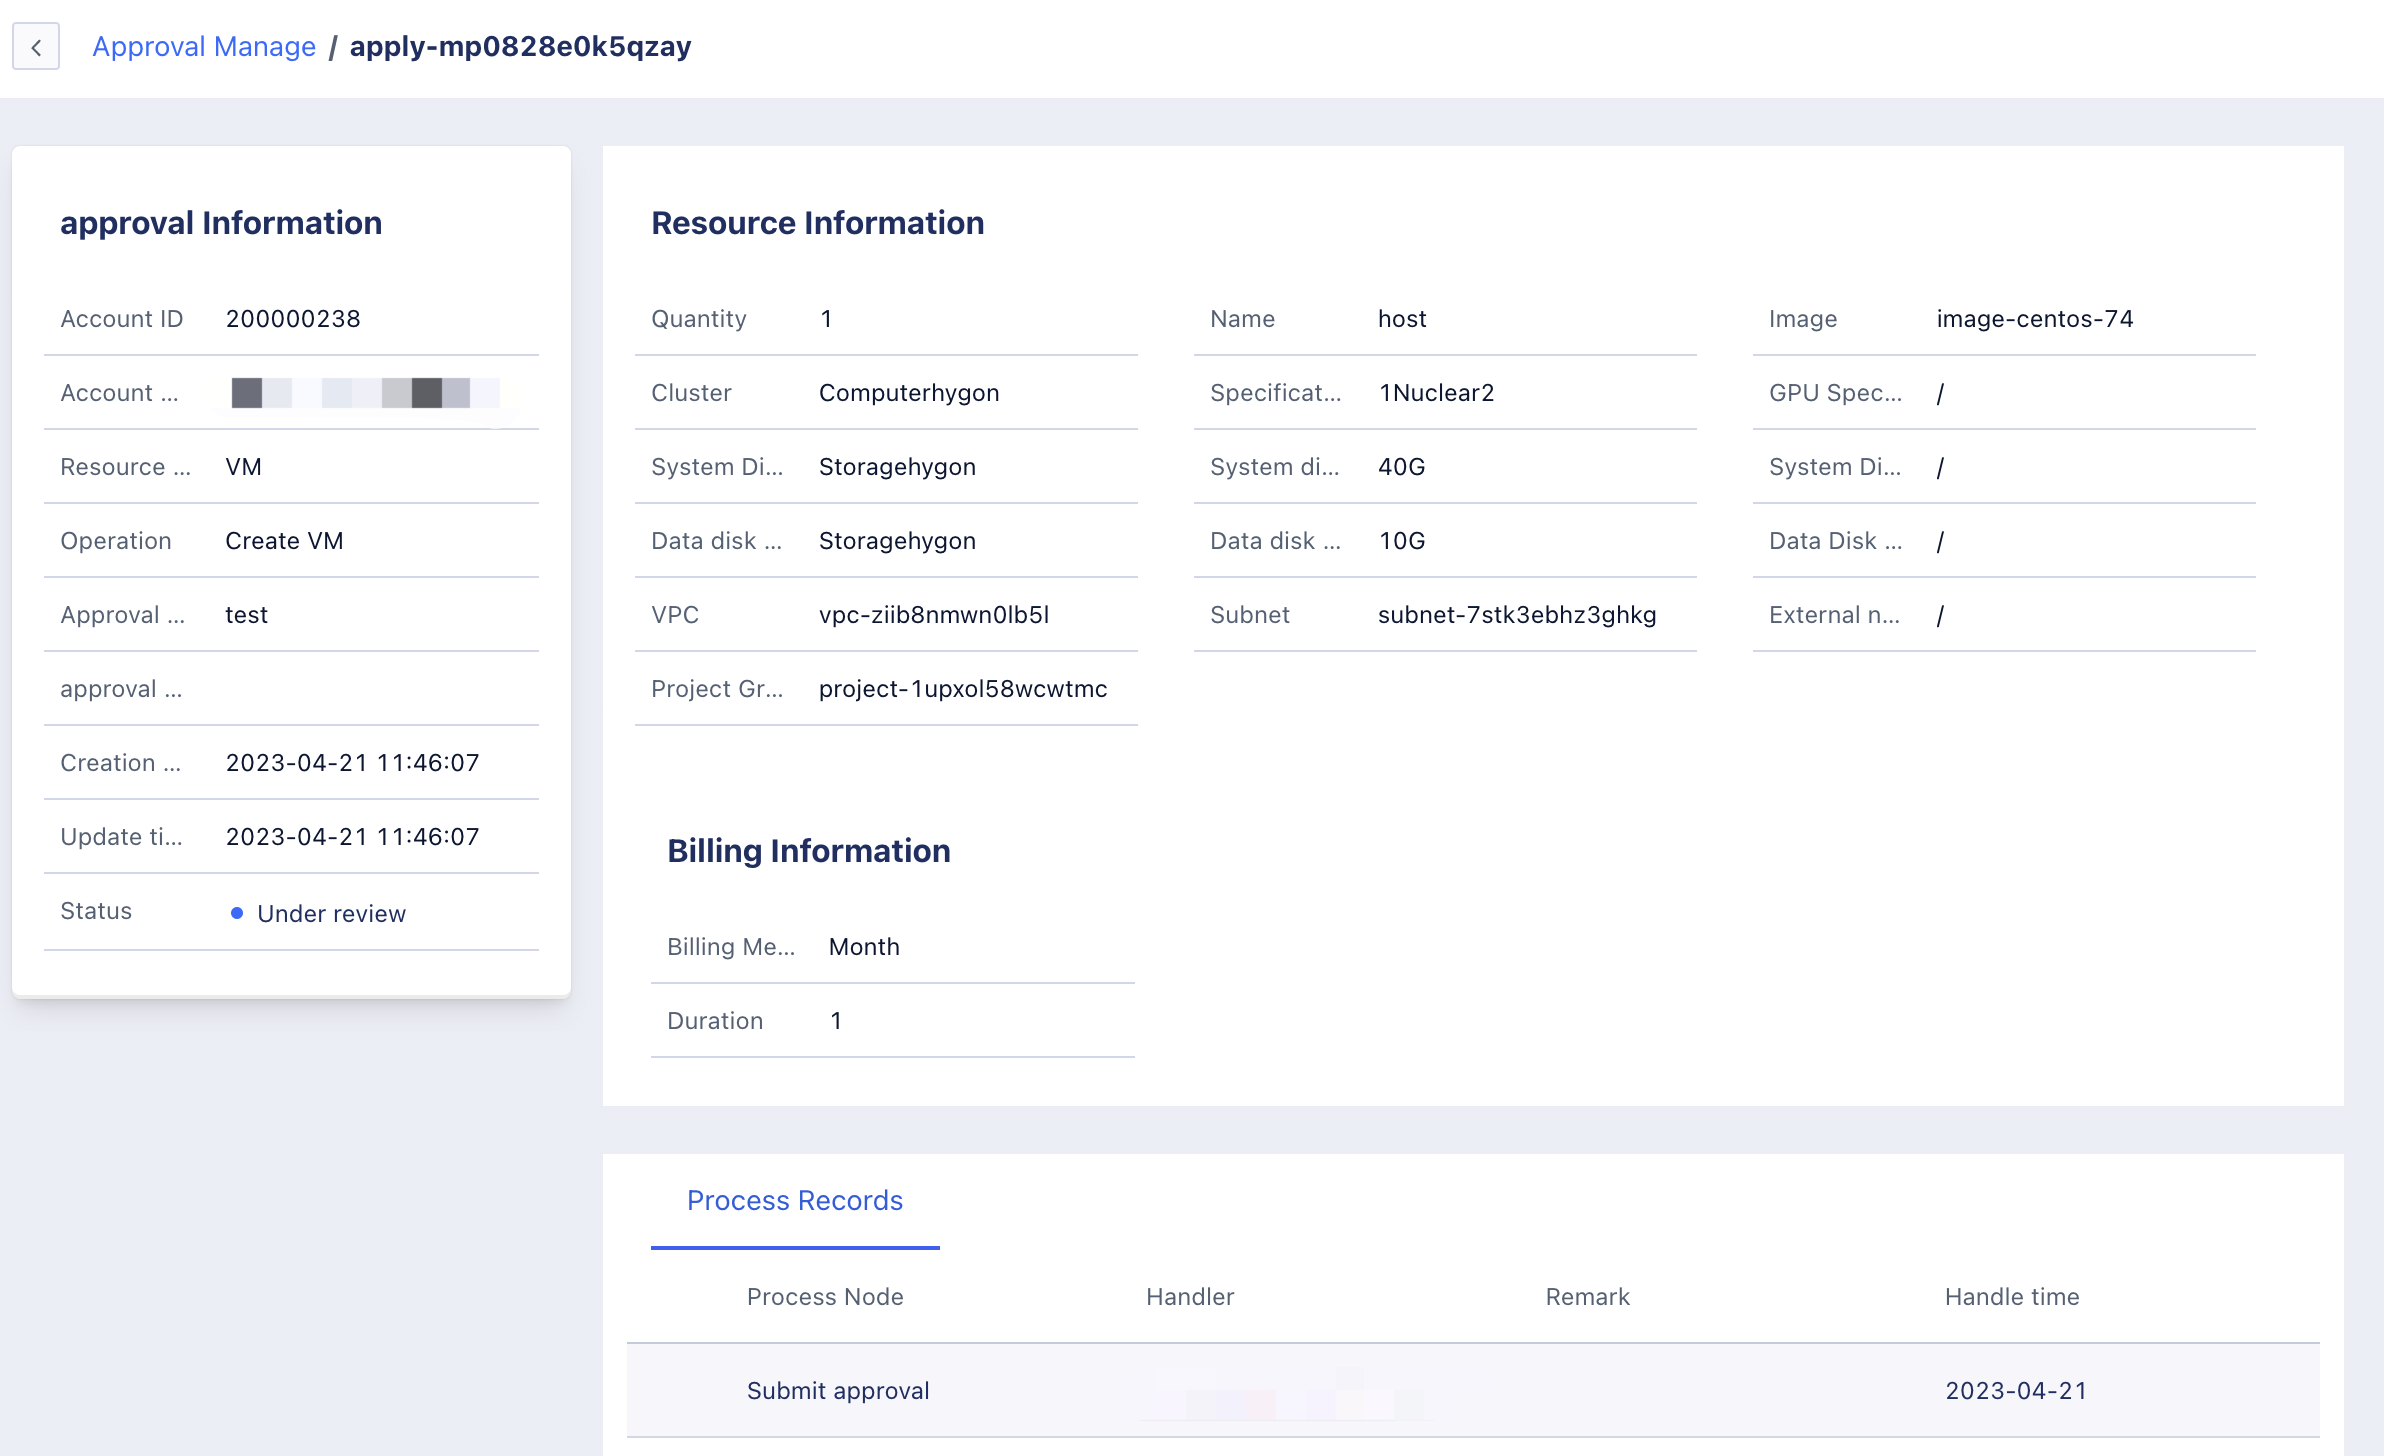 Approval Manage / apply-mp0828e0k5qzay
approval Information
Account ID 200000238
Account ...
Resource ... VM
Operation Create VM
Approval ... test
approval ...
Creation ... 2023-04-21 11:46:07
Update ti... 2023-04-21 11:46:07
Status Under review
Resource Information
Quantity 1 Name host Image image-centos-74
Cluster Computerhygon Specificat... 1Nuclear2 GPU Spec... /
System Di... Storagehygon System di... 40G System Di... /
Data disk ... Storagehygon Data disk ... 10G Data Disk ... /
VPC vpc-ziib8nmwn0lb5l Subnet subnet-7stk3ebhz3ghkg External n... /
Project Gr... project-1upxol58wcwtmc
Billing Information
Billing Me... Month
Duration 1
Process Records
Process Node Handler Remark Handle time
Submit approval 2023-04-21